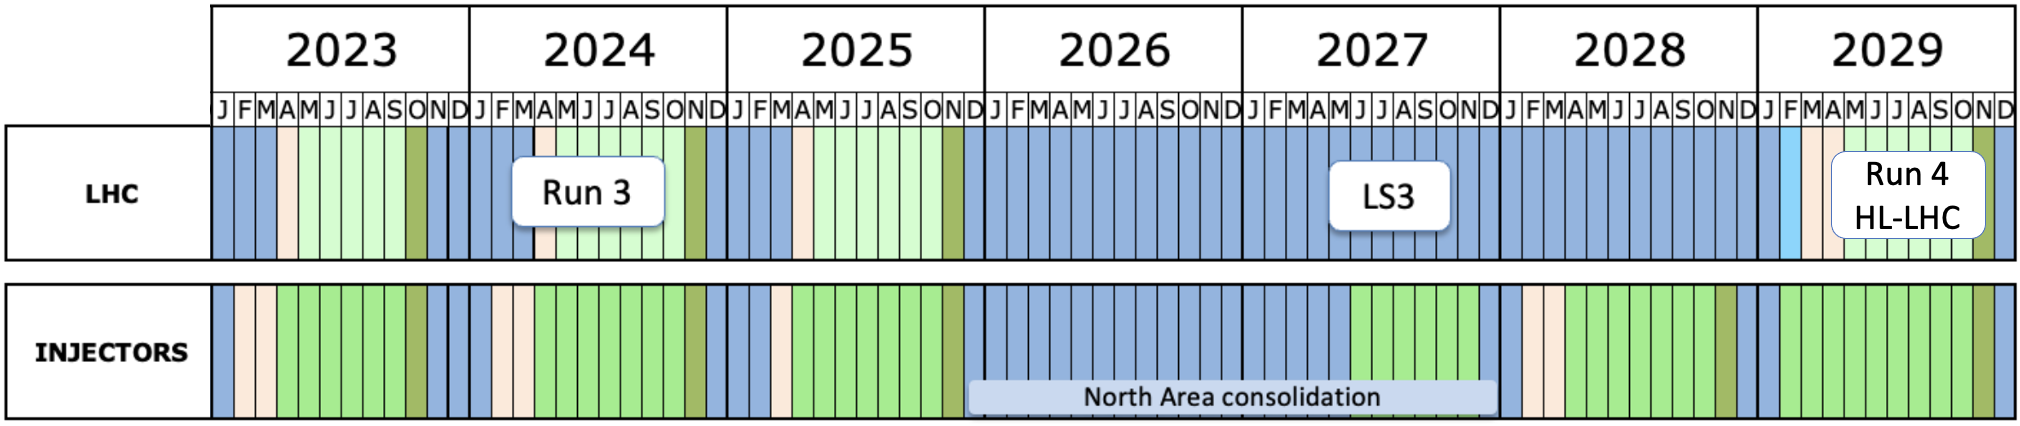 2023 2024 2025 2026 2027 2028 2029
J F M A M J J A S O N D J F M A M J J A S O N D J F M A M J J A S O N D J F M A M J J A S O N D J F M A M J J A S O N D J F M A M J J A S O N D J F M A M J J A S O N D
LHC
Run 3
LS3
Run 4
HL-LHC
INJECTORS
North Area consolidation